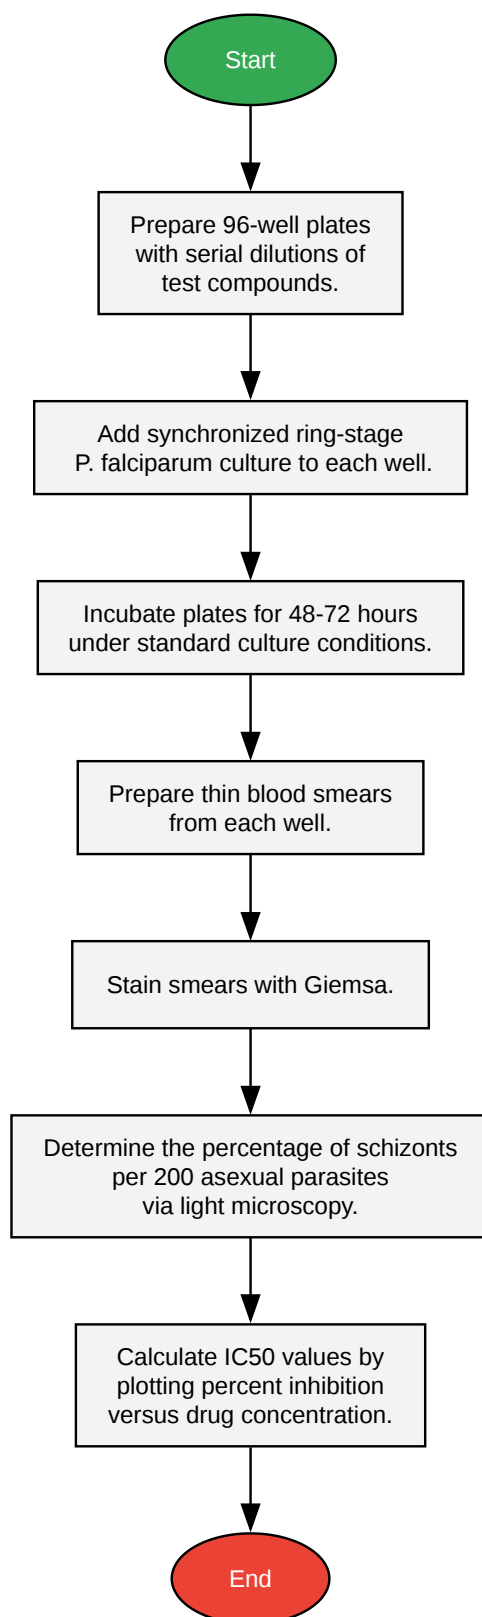 Start
Prepare 96-well plates
with serial dilutions of
test compounds.
Add synchronized ring-stage
P. falciparum culture to each well.
Incubate plates for 48-72 hours
under standard culture conditions.
Prepare thin blood smears
from each well.
Stain smears with Giemsa.
Determine the percentage of schizonts
per 200 asexual parasites
via light microscopy.
Calculate IC50 values by
plotting percent inhibition
versus drug concentration.
End